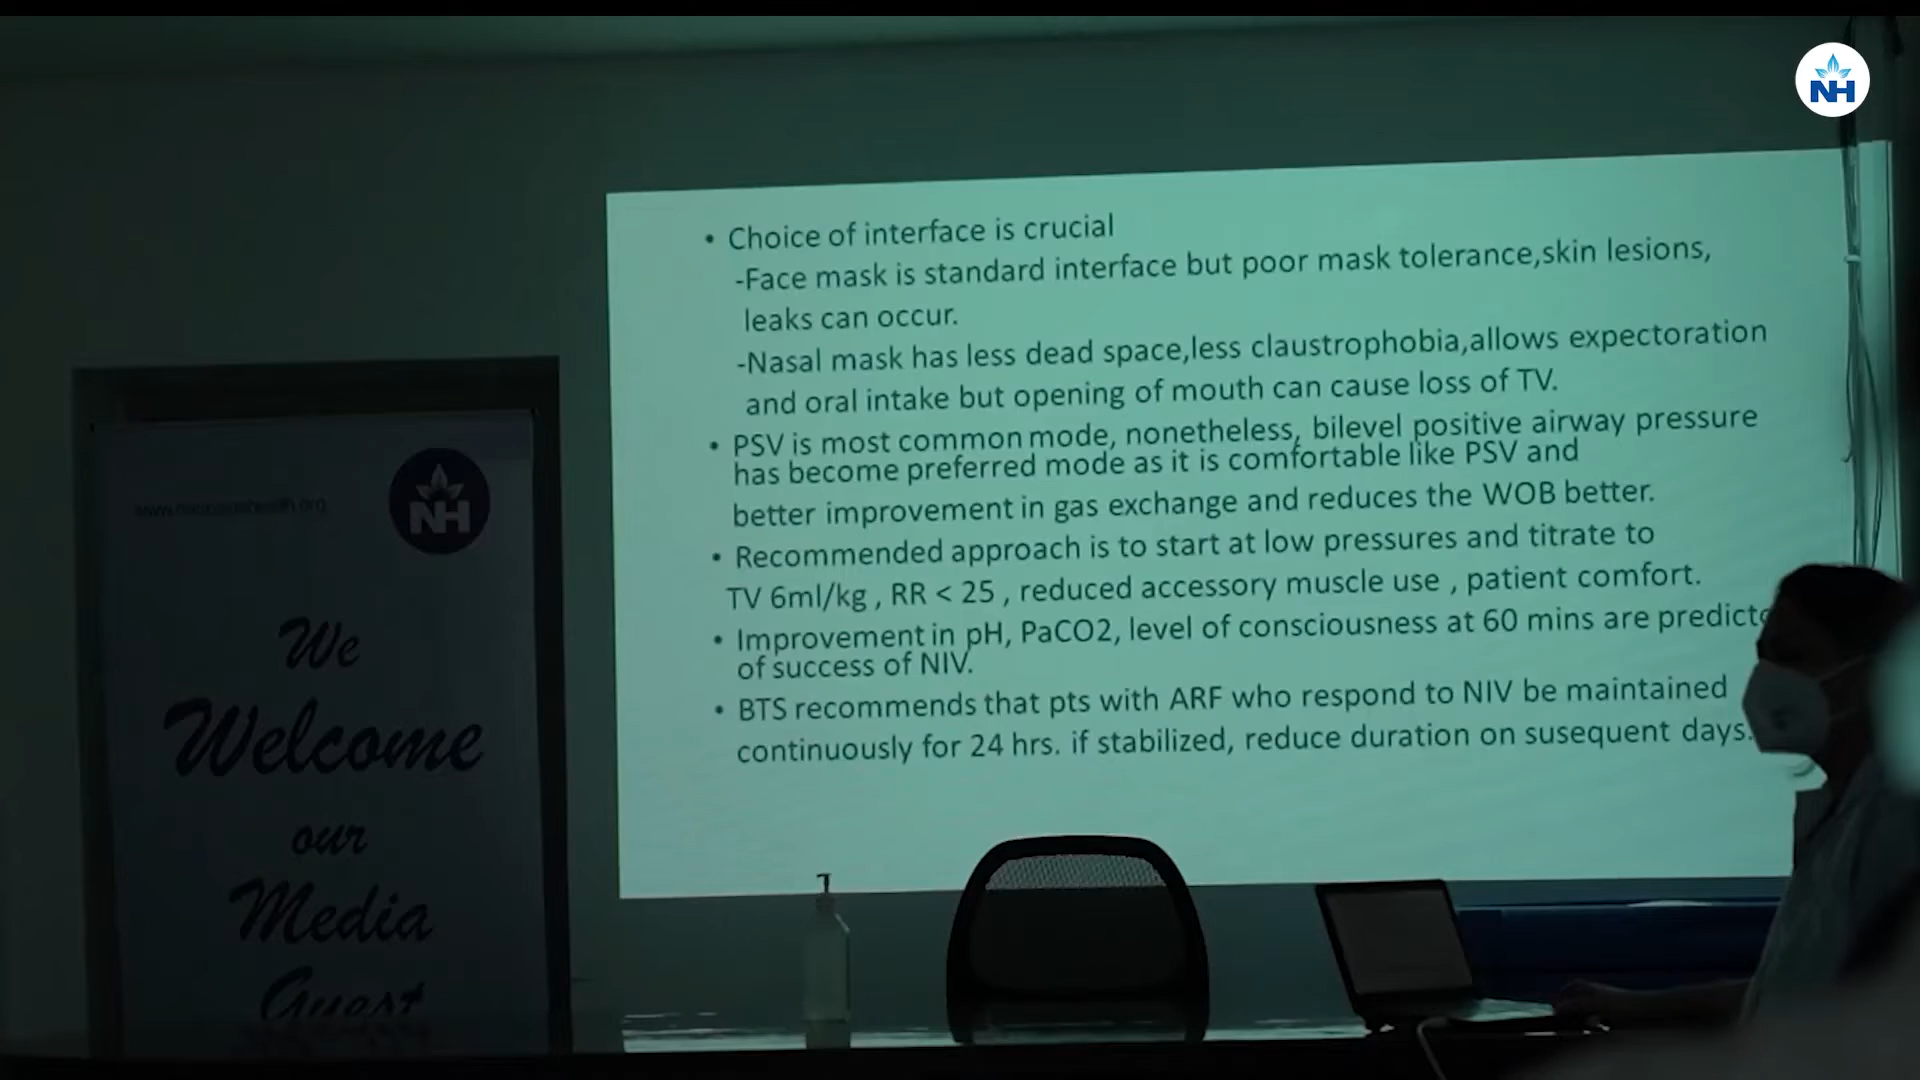 NH
• Choice of interface is crucial
-Face mask is standard interface but poor mask tolerance,skin lesions,
leaks can occur.
-Nasal mask has less dead space,less claustrophobia,allows expectoration
and oral intake but opening of mouth can cause loss of TV.
• PSV is most common mode, nonetheless, bilevel positive airway pressure
has become preferred mode as it is comfortable like PSV and
better improvement in gas exchange and reduces the WOB better.
• Recommended approach is to start at low pressures and titrate to
TV 6ml/kg , RR < 25 , reduced accessory muscle use , patient comfort.
• Improvement in pH, PaCO2, level of consciousness at 60 mins are
of success of NIV.
• BTS recommends that pts with ARF who respond to NIV be maintained
continuously for 24 hrs. if stabilized, reduce duration on susequent days.
NH
We
Welcome
our
Media
Guest